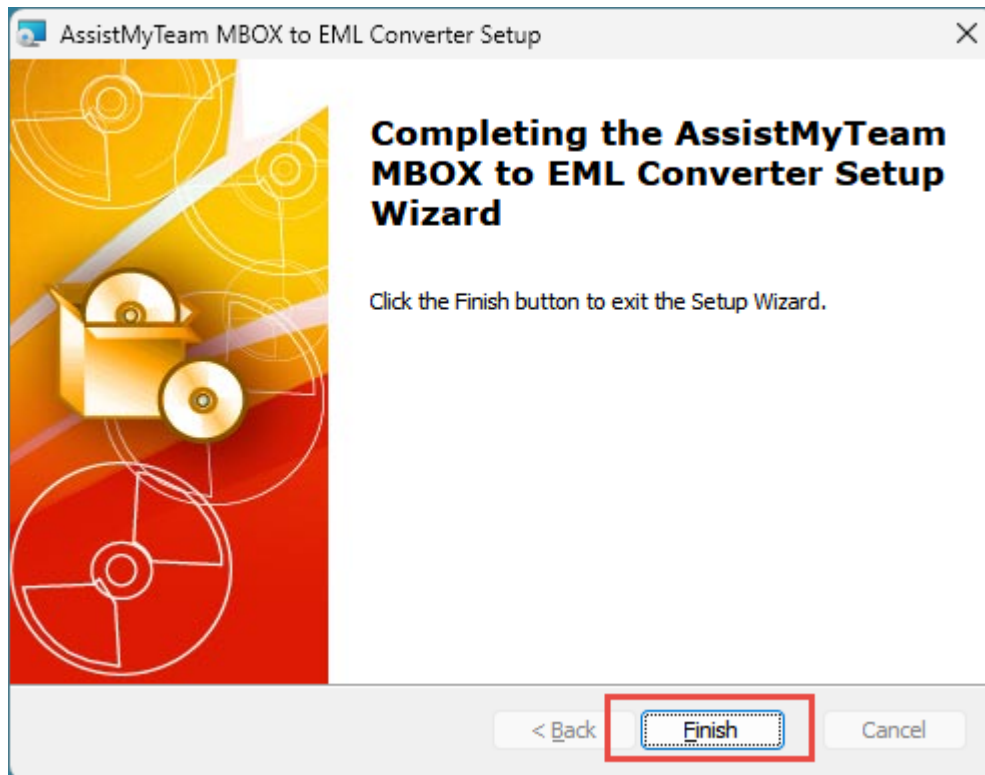 AssistMyTeam MBOX to EML Converter Setup
Completing the AssistMyTeam
MBOX to EML Converter Setup
Wizard
Click the Finish button to exit the Setup Wizard.
< Back
Finish
Cancel